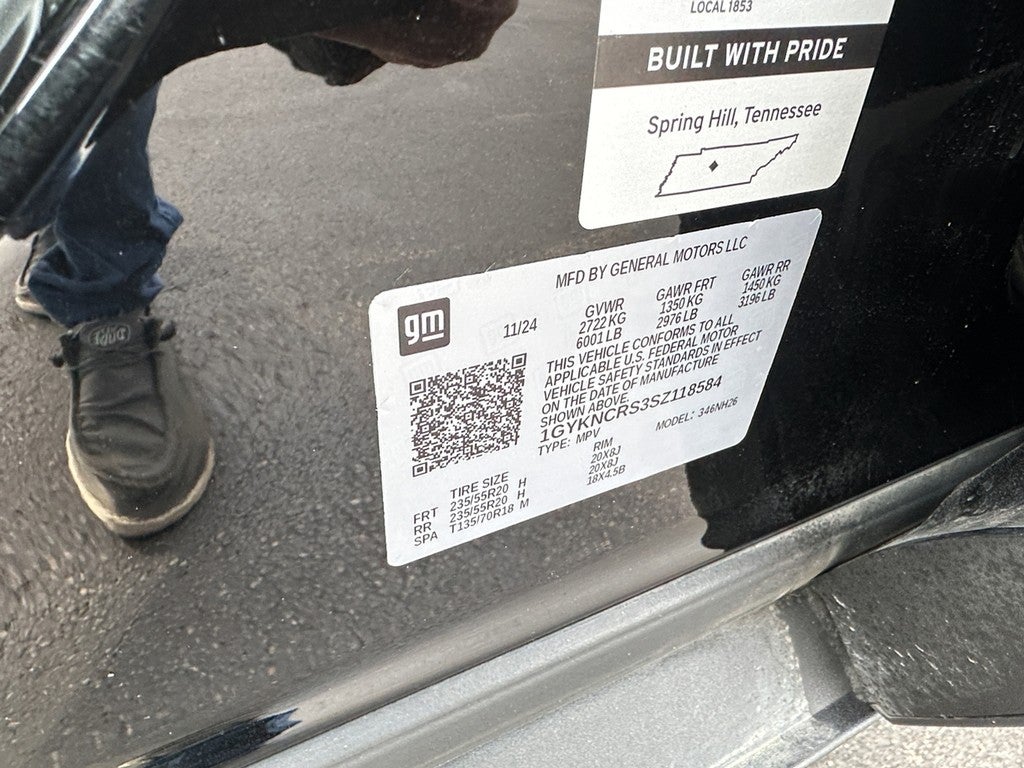 LOCAL 1853
BUILT WITH PRIDE
Spring Hill, Tennessee
MFD BY GENERAL MOTORS LLC
gm
11/24
GVWR
2722 KG
6001 LB
GAWR FRT
1350 KG
2976 LB
GAWR RR
1450 KG
3196 LB
THIS VEHICLE CONFORMS TO ALL
APPLICABLE U.S. FEDERAL MOTOR
VEHICLE SAFETY STANDARDS IN EFFECT
ON THE DATE OF MANUFACTURE
SHOWN ABOVE.
1GYKNCRS3SZ118584
TYPE: MPV
MODEL: 346NH26
TIRE SIZE RIM
FRT 235/55R20 H 20X8J
RR 235/55R20 H 20X8J
SPA T135/70R18 M 18X4.5B